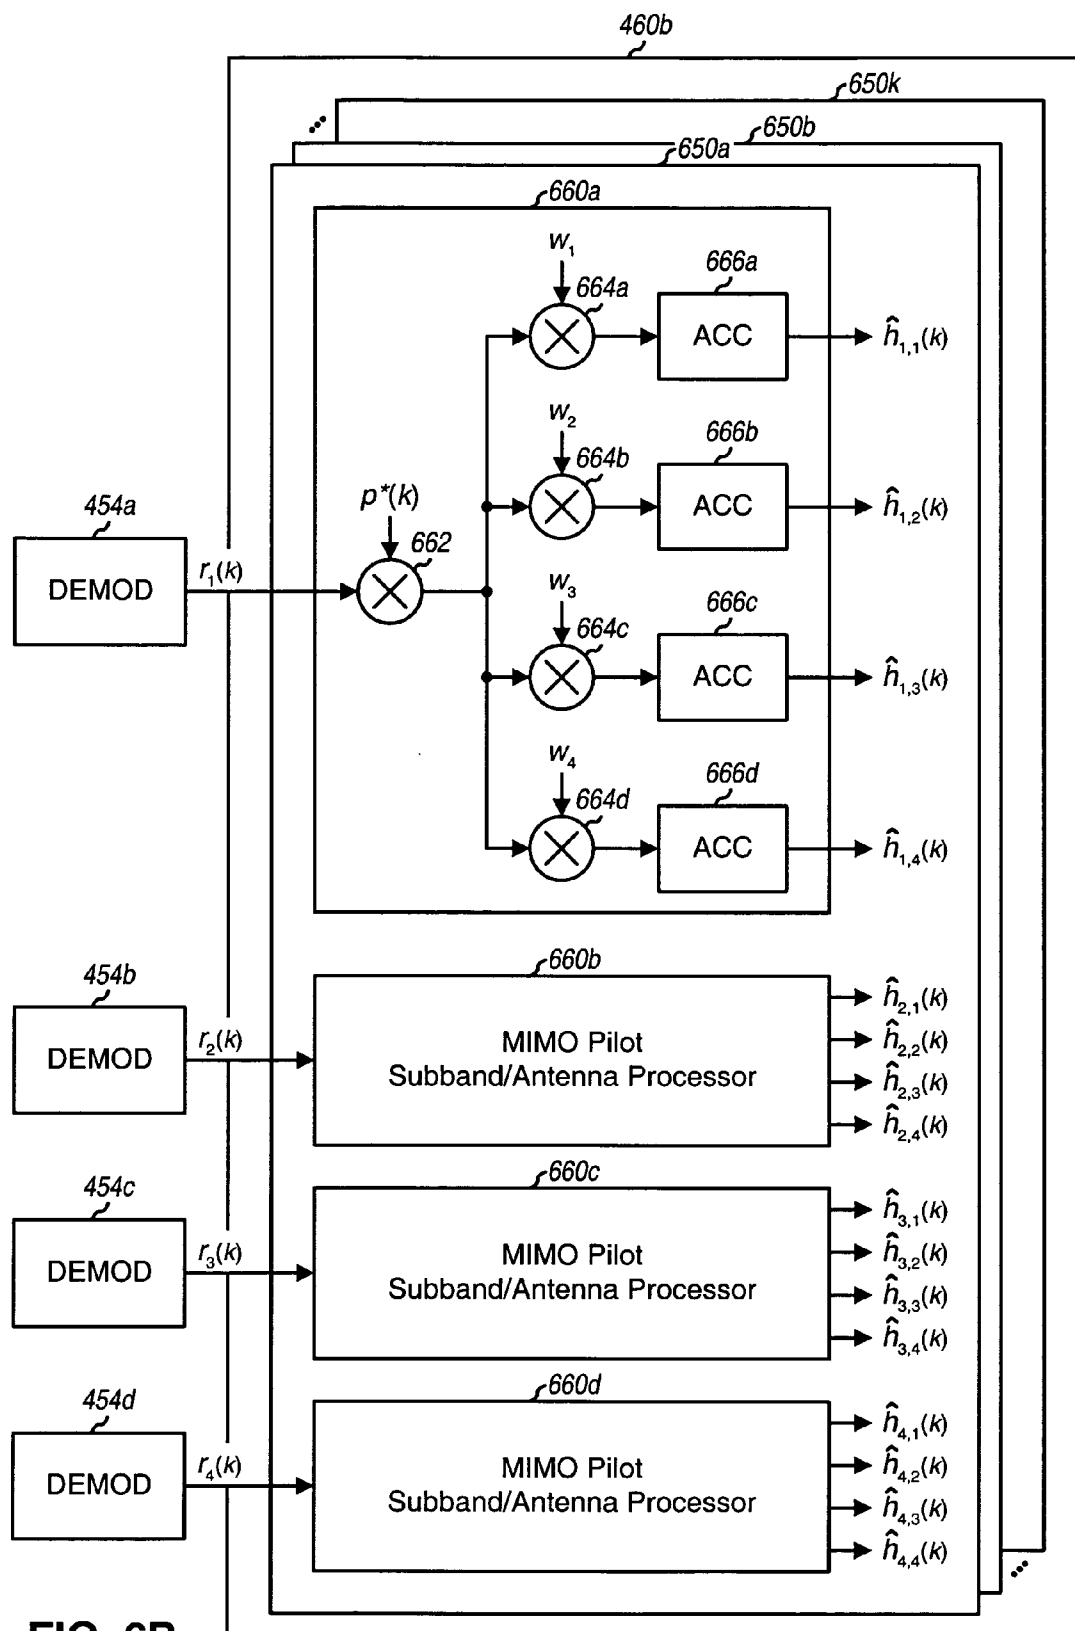 460b
650k
650b
650a
660a
w₁
664a
666a
ACC
ĥ₁,₁(k)
w₂
664b
666b
ACC
ĥ₁,₂(k)
454a
DEMOD
r₁(k)
p*(k)
662
w₃
664c
666c
ACC
ĥ₁,₃(k)
w₄
664d
666d
ACC
ĥ₁,₄(k)
454b
DEMOD
r₂(k)
660b
MIMO Pilot
Subband/Antenna Processor
ĥ₂,₁(k)
ĥ₂,₂(k)
ĥ₂,₃(k)
ĥ₂,₄(k)
454c
DEMOD
r₃(k)
660c
MIMO Pilot
Subband/Antenna Processor
ĥ₃,₁(k)
ĥ₃,₂(k)
ĥ₃,₃(k)
ĥ₃,₄(k)
454d
DEMOD
r₄(k)
660d
MIMO Pilot
Subband/Antenna Processor
ĥ₄,₁(k)
ĥ₄,₂(k)
ĥ₄,₃(k)
ĥ₄,₄(k)